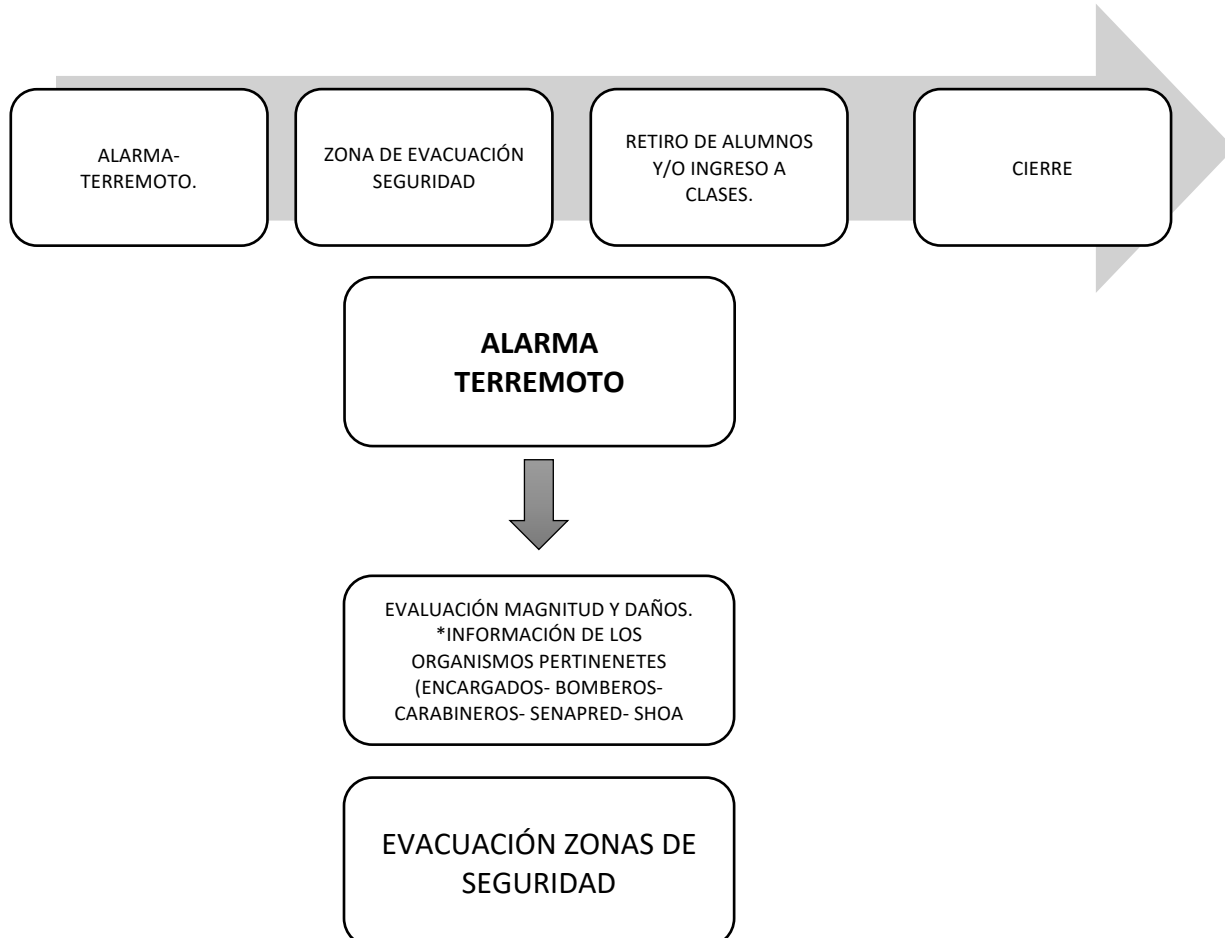 ALARMA-
TERREMOTO.
ZONA DE EVACUACIÓN
SEGURIDAD
RETIRO DE ALUMNOS
Y/O INGRESO A
CLASES.
CIERRE
ALARMA
TERREMOTO
EVALUACIÓN MAGNITUD Y DAÑOS.
*INFORMACIÓN DE LOS
ORGANISMOS PERTINENETES
(ENCARGADOS- BOMBEROS-
CARABINEROS- SENAPRED- SHOA
EVACUACIÓN ZONAS DE
SEGURIDAD